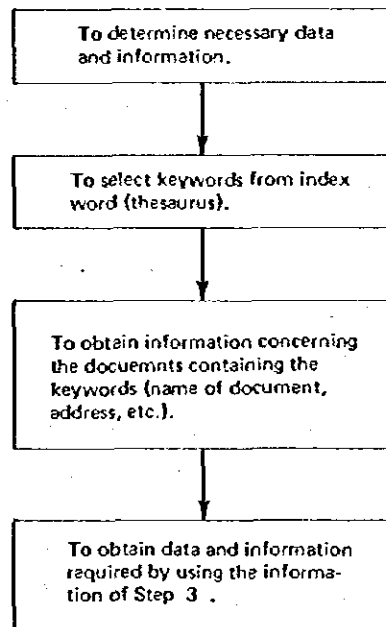 To determine necessary data
and information.
To select keywords from index
word (thesaurus).
To obtain information concerning
the docuemnts containing the
keywords (name of document,
address, etc.).
To obtain data and information
required by using the informa-
tion of Step 3 .